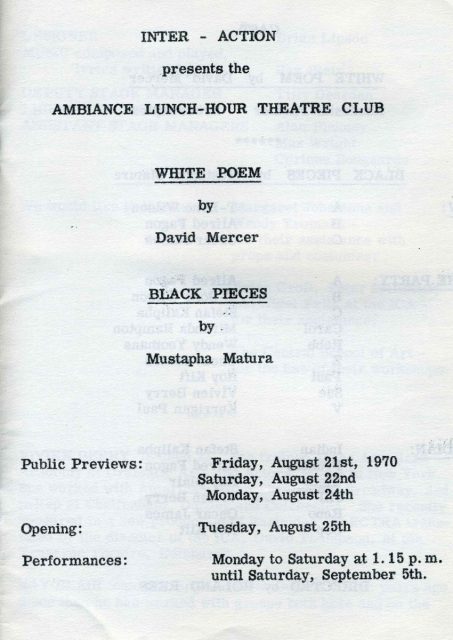 INTER - ACTION
presents the
AMBIANCE LUNCH-HOUR THEATRE CLUB
WHITE POEM
by
David Mercer
BLACK PIECES
by
Mustapha Matura
Public Previews: Friday, August 21st, 1970
Saturday, August 22nd
Monday, August 24th
Opening: Tuesday, August 25th
Performances: Monday to Saturday at 1.15 p.m.
until Saturday, September 5th.